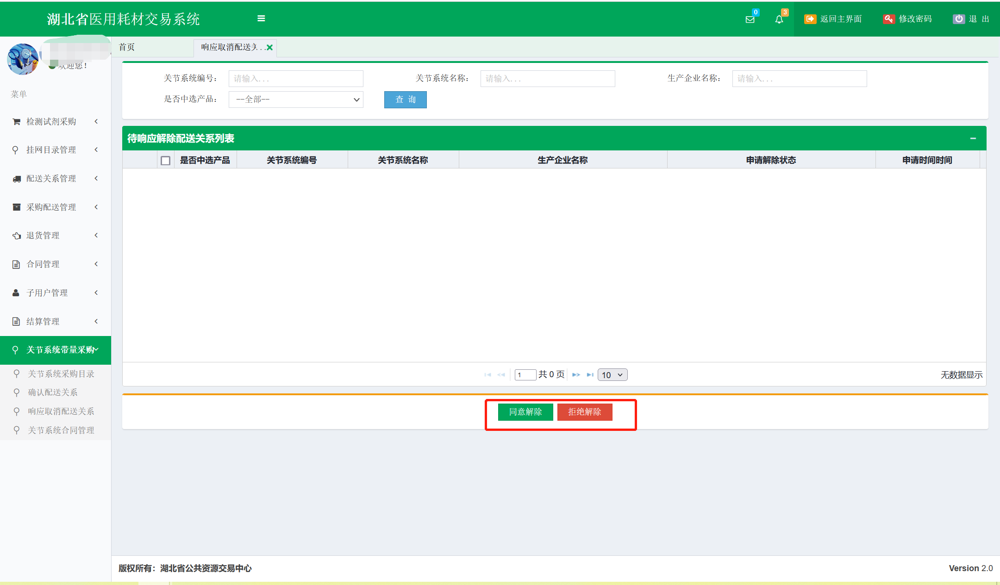 湖北省医用耗材交易系统
0
3
返回主界面
修改密码
退 出
欢迎您!
首页
响应取消配送关...
菜单
检测试剂采购
挂网目录管理
配送关系管理
采购配送管理
退货管理
合同管理
子用户管理
结算管理
关节系统带量采购
关节系统采购目录
确认配送关系
响应取消配送关系
关节系统合同管理
关节系统编号: 请输入...
关节系统名称: 请输入...
生产企业名称: 请输入...
是否中选产品: --全部--
查 询
待响应解除配送关系列表
是否中选产品 关节系统编号 关节系统名称 生产企业名称 申请解除状态 申请时间时间
1 共 0 页 10
无数据显示
同意解除 拒绝解除
版权所有：湖北省公共资源交易中心
Version 2.0